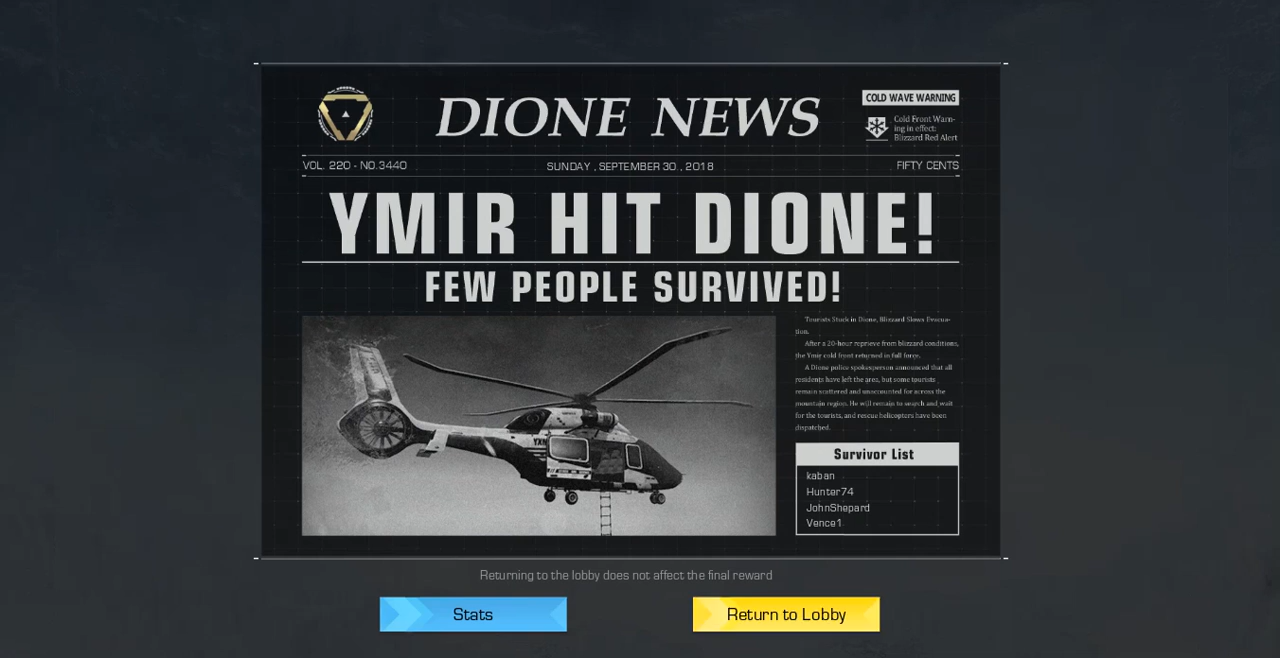 DIONE NEWS
COLD WAVE WARNING
Cold Front Warn-
ing in effect:
Blizzard Red Alert
VOL. 220 - NO.3440
SUNDAY , SEPTEMBER 30 , 2018
FIFTY CENTS
YMIR HIT DIONE!
FEW PEOPLE SURVIVED!
Tourists Stuck in Dione, Blizzard Slows Evacua-
tion.
After a 20-hour reprieve from blizzard conditions,
the Ymir cold front returned in full force.
A Dione police spokesperson announced that all
residents have left the area, but some tourists
remain scattered and unaccounted for across the
mountain region. He will remain to search and wait
for the tourists, and rescue helicopters have been
dispatched.
Survivor List
kaban
Hunter74
JohnShepard
Vence1
Returning to the lobby does not affect the final reward
Stats
Return to Lobby